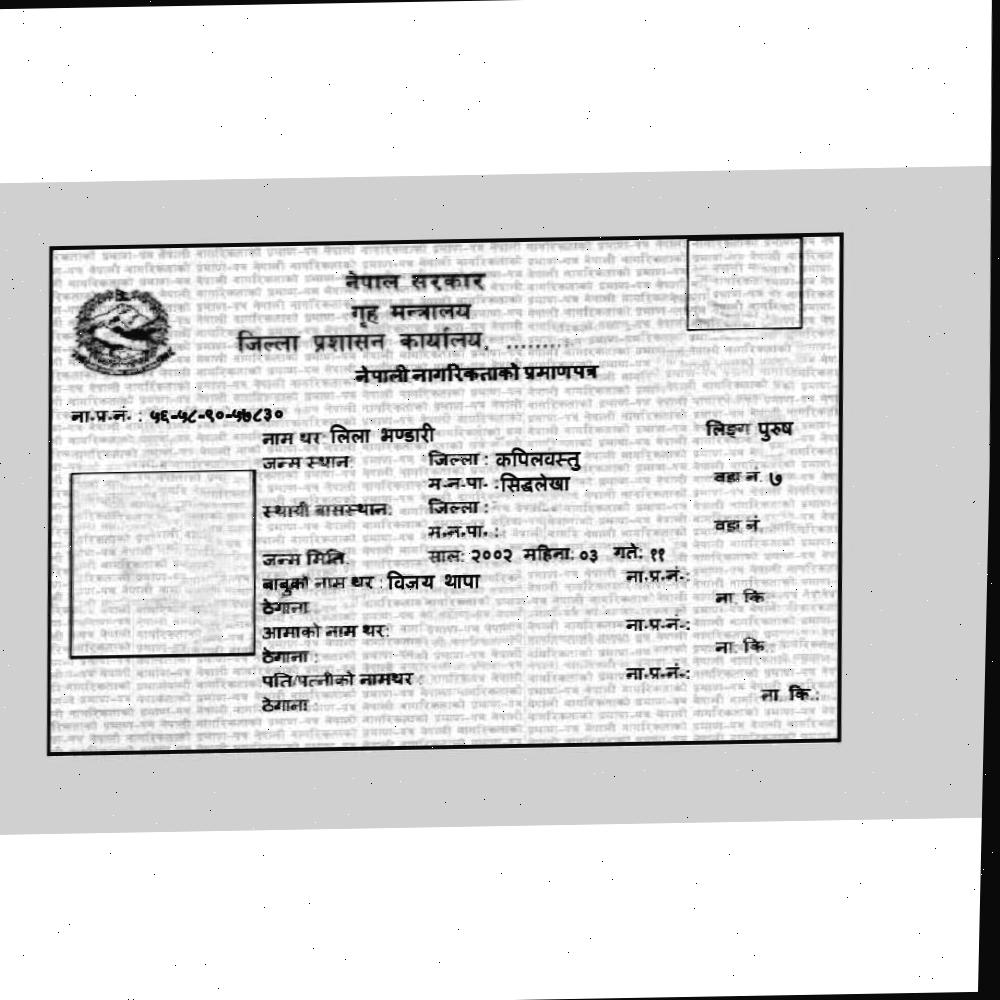 नेपाल सरकार
गृह मन्त्रालय
जिल्ला प्रशासन कार्यालय, .........
नेपाली नागरिकताको प्रमाणपत्र
ना.प्र.नं. : ५६-५८-९०-५७८३०
नाम थर लिला भण्डारी लिङ्ग पुरुष
जन्म स्थान: जिल्ला : कपिलवस्तु
म.न.पा. : सिद्धलेखा वडा नं. ७
स्थायी बासस्थान: जिल्ला :
म.न.पा. : वडा नं.
जन्म मिति: साल: २००२ महिना: ०३ गते: ११
बाबुको नाम थर : विजय थापा ना.प्र.नं.:
ठेगाना: ना. कि.
आमाको नाम थर: ना.प्र.नं.:
ठेगाना : ना. कि.:
पति/पत्नीको नामथर : ना.प्र.नं.:
ठेगाना : ना. कि.: